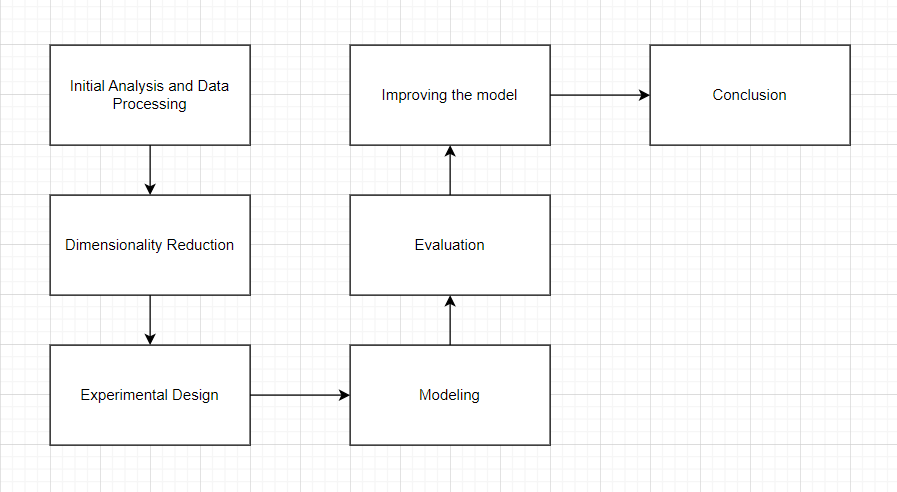 Initial Analysis and Data
Processing
Dimensionality Reduction
Experimental Design
Modeling
Evaluation
Improving the model
Conclusion